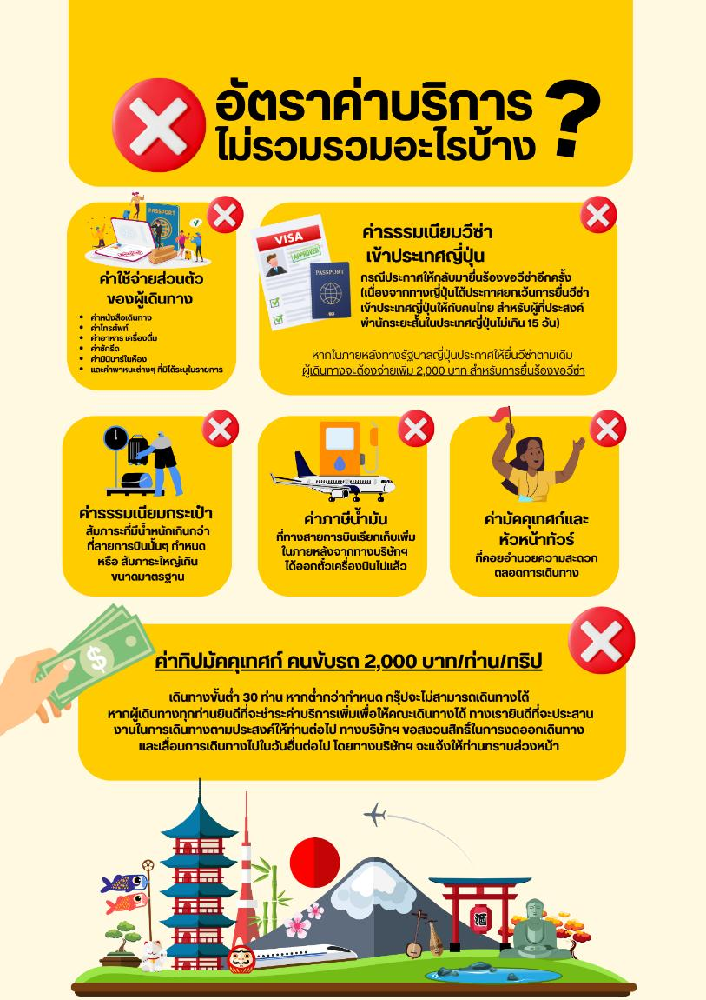 อัตราค่าบริการ
ไม่รวมรวมอะไรบ้าง ?
PASSPORT
ค่าใช้จ่ายส่วนตัว
ของผู้เดินทาง
• ค่าหนังสือเดินทาง
• ค่าโทรศัพท์
• ค่าอาหาร เครื่องดื่ม
• ค่าซักรีด
• ค่ามินิบาร์ในห้อง
• และค่าพาหนะต่างๆ ที่มิได้ระบุในรายการ
VISA
APPROVED
PASSPORT
ค่าธรรมเนียมวีซ่า
เข้าประเทศญี่ปุ่น
กรณีประกาศให้กลับมายื่นร้องขอวีซ่าอีกครั้ง
(เนื่องจากทางญี่ปุ่นได้ประกาศยกเว้นการยื่นวีซ่า
เข้าประเทศญี่ปุ่นให้กับคนไทย สำหรับผู้ที่ประสงค์
พำนักระยะสั้นในประเทศญี่ปุ่นไม่เกิน 15 วัน)
หากในภายหลังทางรัฐบาลญี่ปุ่นประกาศให้ยื่นวีซ่าตามเดิม
ผู้เดินทางจะต้องจ่ายเพิ่ม 2,000 บาท สำหรับการยื่นร้องขอวีซ่า
ค่าธรรมเนียมกระเป๋า
สัมภาระที่มีน้ำหนักเกินกว่า
ที่สายการบินนั้นๆ กำหนด
หรือ สัมภาระใหญ่เกิน
ขนาดมาตรฐาน
ค่าภาษีน้ำมัน
ที่ทางสายการบินเรียกเก็บเพิ่ม
ในภายหลังจากทางบริษัทฯ
ได้ออกตั๋วเครื่องบินไปแล้ว
ค่ามัคคุเทศก์และ
หัวหน้าทัวร์
ที่คอยอำนวยความสะดวก
ตลอดการเดินทาง
ค่าทิปมัคคุเทศก์ คนขับรถ 2,000 บาท/ท่าน/ทริป
เดินทางขั้นต่ำ 30 ท่าน หากต่ำกว่ากำหนด กรุ๊ปจะไม่สามารถเดินทางได้
หากผู้เดินทางทุกท่านยินดีที่จะชำระค่าบริการเพิ่มเพื่อให้คณะเดินทางได้ ทางเรายินดีที่จะประสาน
งานในการเดินทางตามประสงค์ให้ท่านต่อไป ทางบริษัทฯ ขอสงวนสิทธิ์ในการงดออกเดินทาง
และเลื่อนการเดินทางไปในวันอื่นต่อไป โดยทางบริษัทฯ จะแจ้งให้ท่านทราบล่วงหน้า
酒